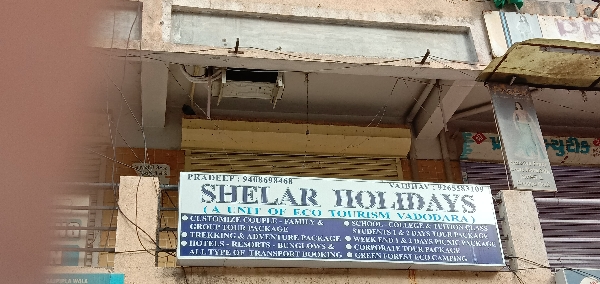 PRADEEP : 9408698468 VAIBHAV : 9265583109
SHELAR HOLIDAYS
(A UNIT OF ECO TOURISM VADODARA)
CUSTOMIZE COUPLE - FAMILY &
GROUP TOUR PACKAGE
TREKKING & ADVENTURE PACKAGE
HOTELS - RESORTS - BUNGLOWS &
ALL TYPE OF TRANSPORT BOOKING
SCHOOL, COLLEGE & TUTION CLASS
STUDENTS 1 & 2 DAYS TOUR PACKAGE
WEEK END 1 & 2 DAYS PICNIC PACKAGE
CORPORATE TOUR PACKAGE
GREEN FOREST ECO CAMPING